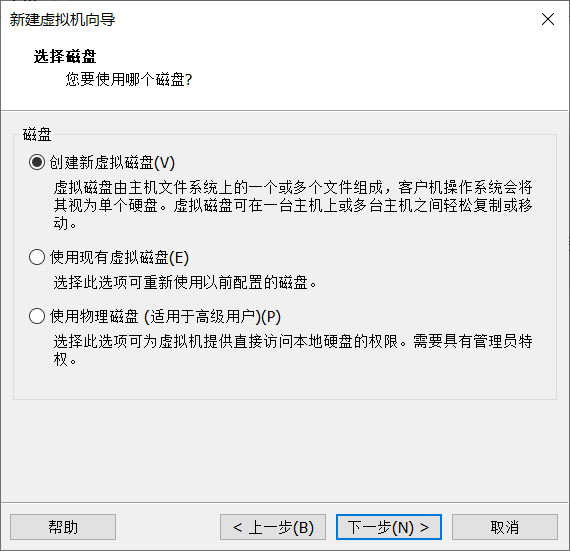 新建虚拟机向导
选择磁盘
您要使用哪个磁盘?
磁盘
创建新虚拟磁盘(V)
虚拟磁盘由主机文件系统上的一个或多个文件组成，客户机操作系统会将
其视为单个硬盘。虚拟磁盘可在一台主机上或多台主机之间轻松复制或移
动。
使用现有虚拟磁盘(E)
选择此选项可重新使用以前配置的磁盘。
使用物理磁盘 (适用于高级用户)(P)
选择此选项可为虚拟机提供直接访问本地硬盘的权限。需要具有管理员特
权。
帮助 < 上一步(B) 下一步(N) > 取消